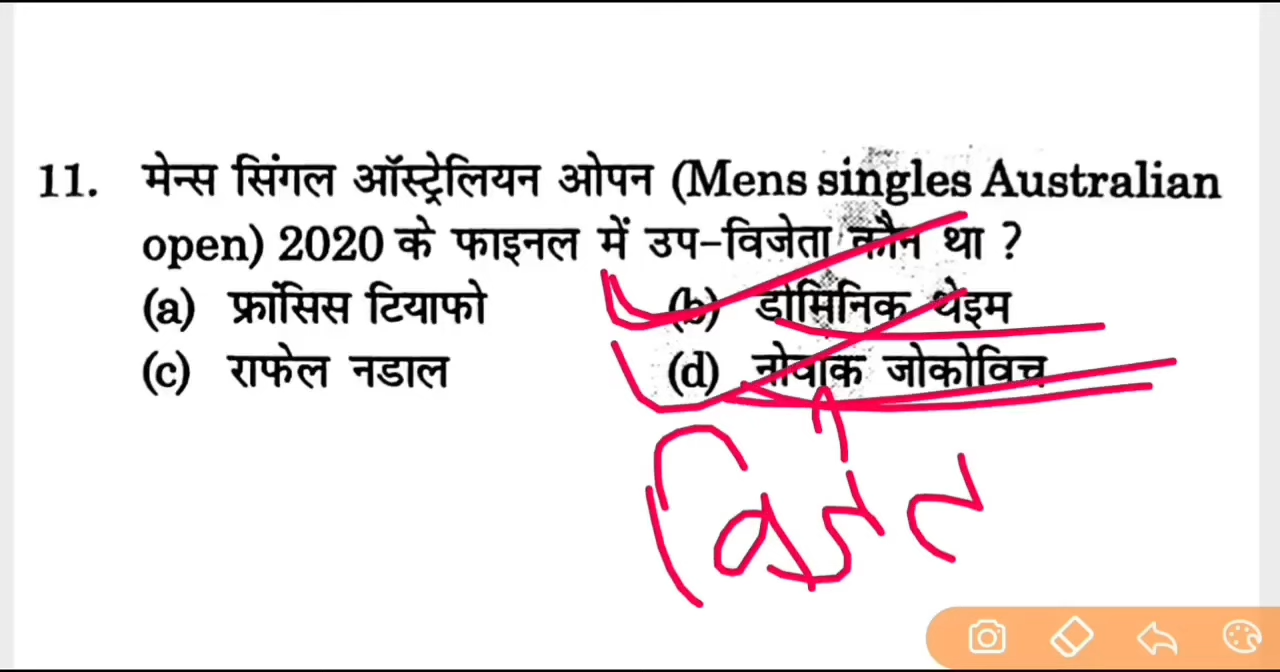 11. मेन्स सिंगल ऑस्ट्रेलियन ओपन (Mens singles Australian
open) 2020 के फाइनल में उप-विजेता कौन था ?
(a) फ्रांसिस टियाफो (b) डोमिनिक थेइम
(c) राफेल नडाल (d) नोवाक जोकोविच